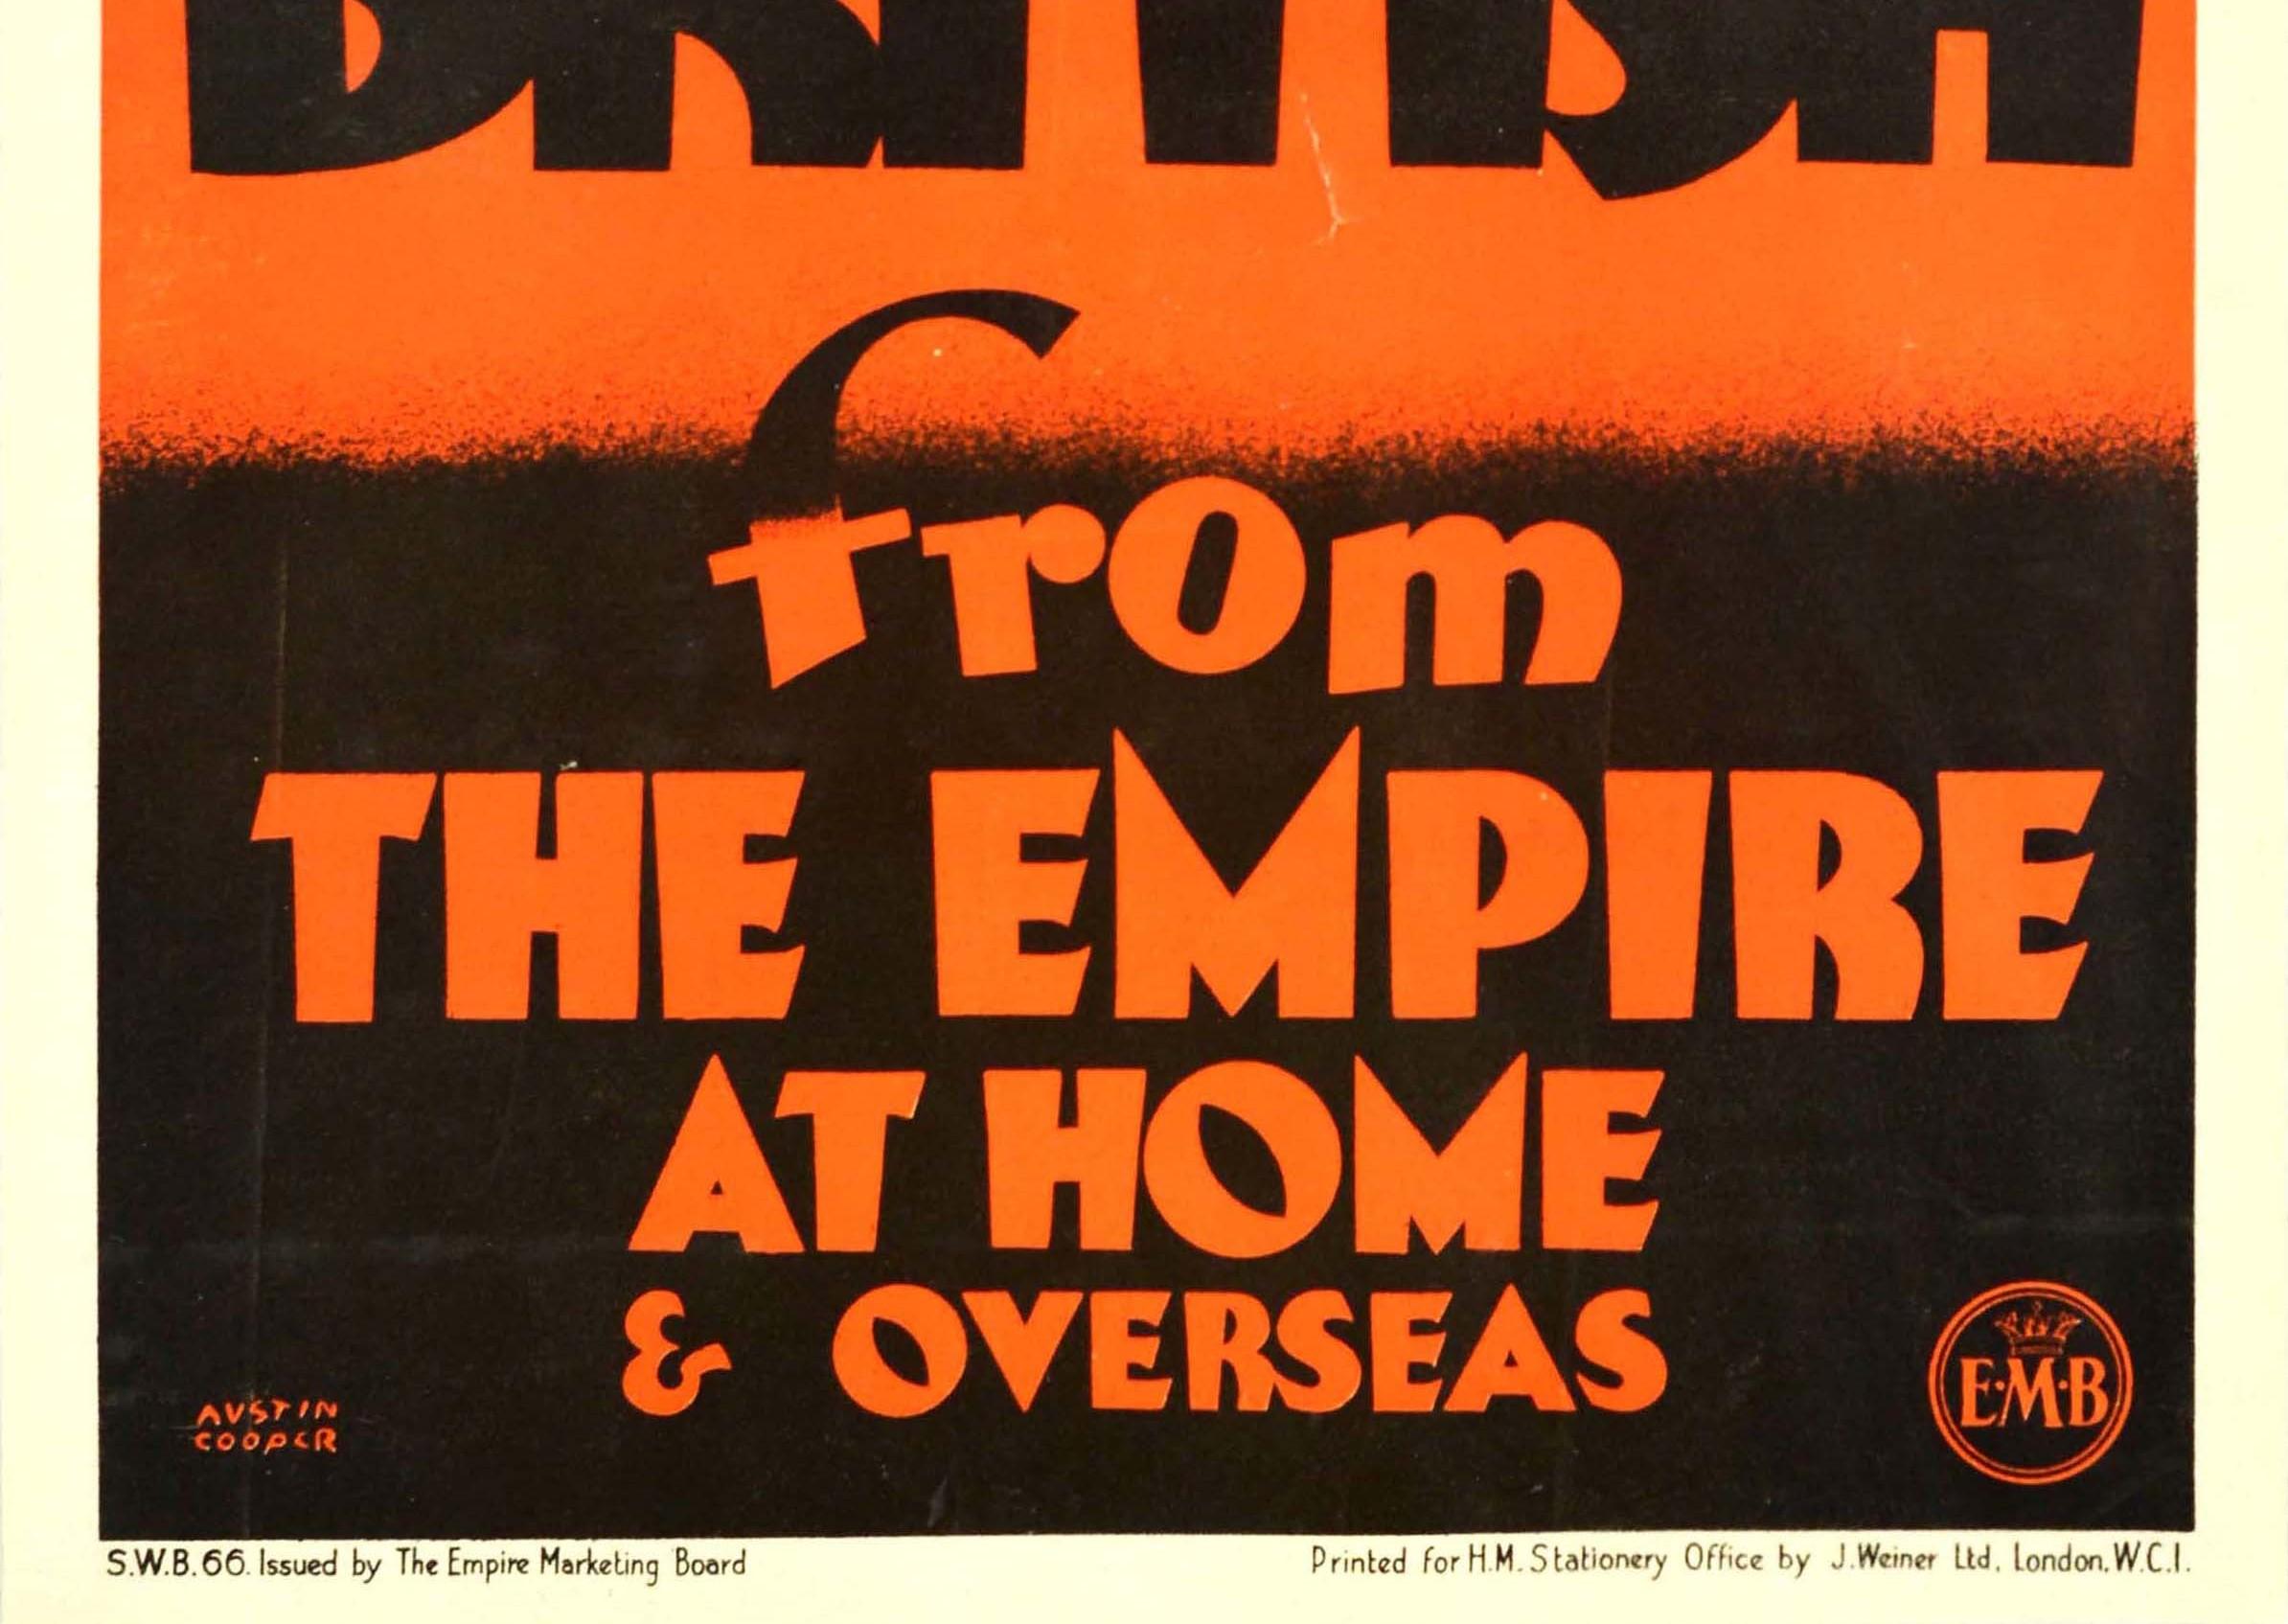 BRITISH
from
THE EMPIRE
AT HOME
& OVERSEAS
AUSTIN
COOPER
E·M·B
S.W.B. 66. Issued by The Empire Marketing Board
Printed for H.M. Stationery Office by J. Weiner Ltd. London. W.C.1.